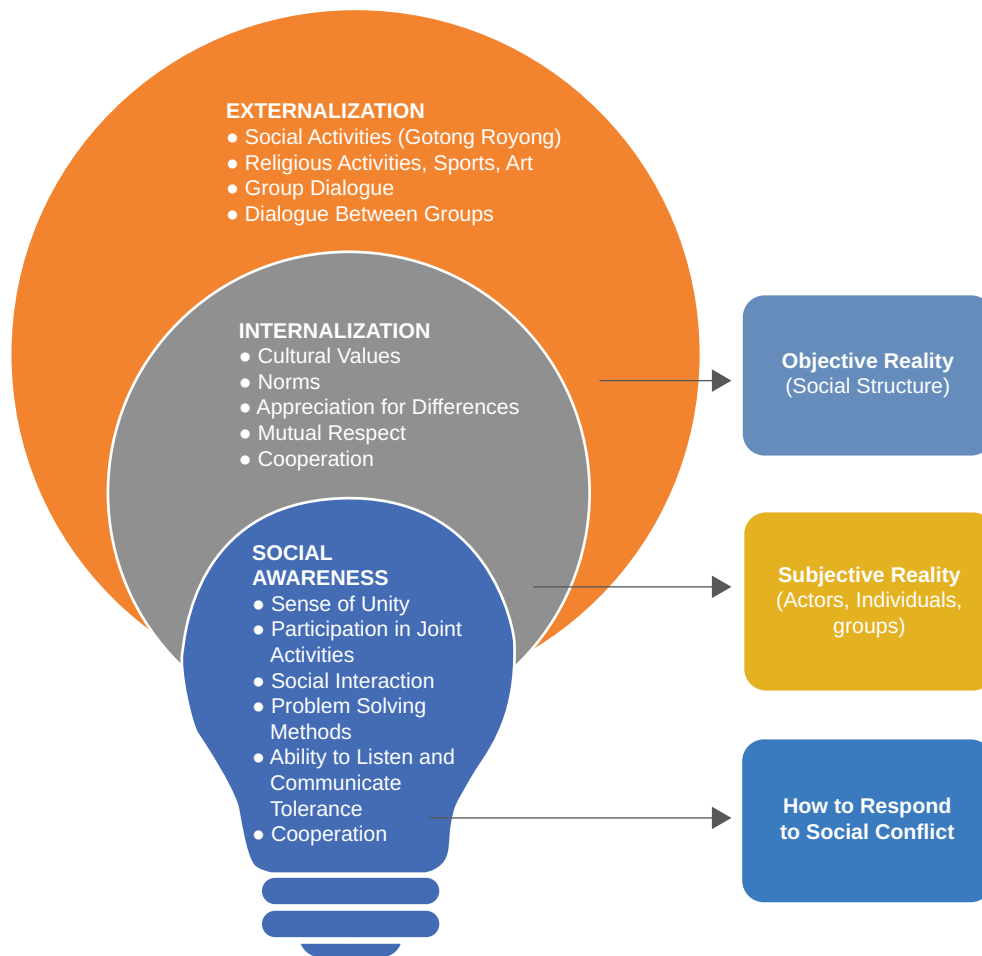 EXTERNALIZATION
● Social Activities (Gotong Royong)
● Religious Activities, Sports, Art
● Group Dialogue
● Dialogue Between Groups
INTERNALIZATION
● Cultural Values
● Norms
● Appreciation for Differences
● Mutual Respect
● Cooperation
SOCIAL
AWARENESS
● Sense of Unity
● Participation in Joint
Activities
● Social Interaction
● Problem Solving
Methods
● Ability to Listen and
Communicate
Tolerance
● Cooperation
Objective Reality
(Social Structure)
Subjective Reality
(Actors, Individuals,
groups)
How to Respond
to Social Conflict